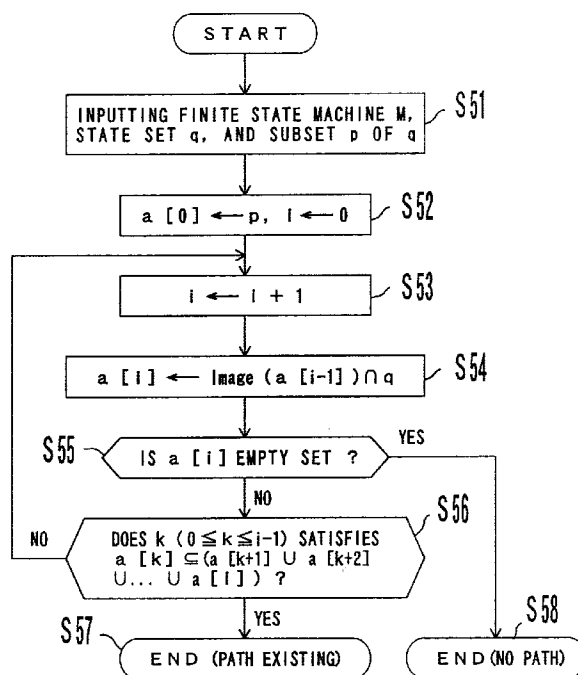 START
INPUTTING FINITE STATE MACHINE M,
STATE SET q, AND SUBSET p OF q
S51
a [0] ← p, i ← 0
S52
i ← i + 1
S53
a [i] ← Image (a [i-1]) ∩ q
S54
S55
IS a [i] EMPTY SET ?
YES
NO
S56
NO
DOES k (0≦k≦i-1) SATISFIES
a [k] ⊆ (a [k+1] ∪ a [k+2]
∪... ∪ a [i]) ?
YES
S57
S58
END (PATH EXISTING)
END (NO PATH)